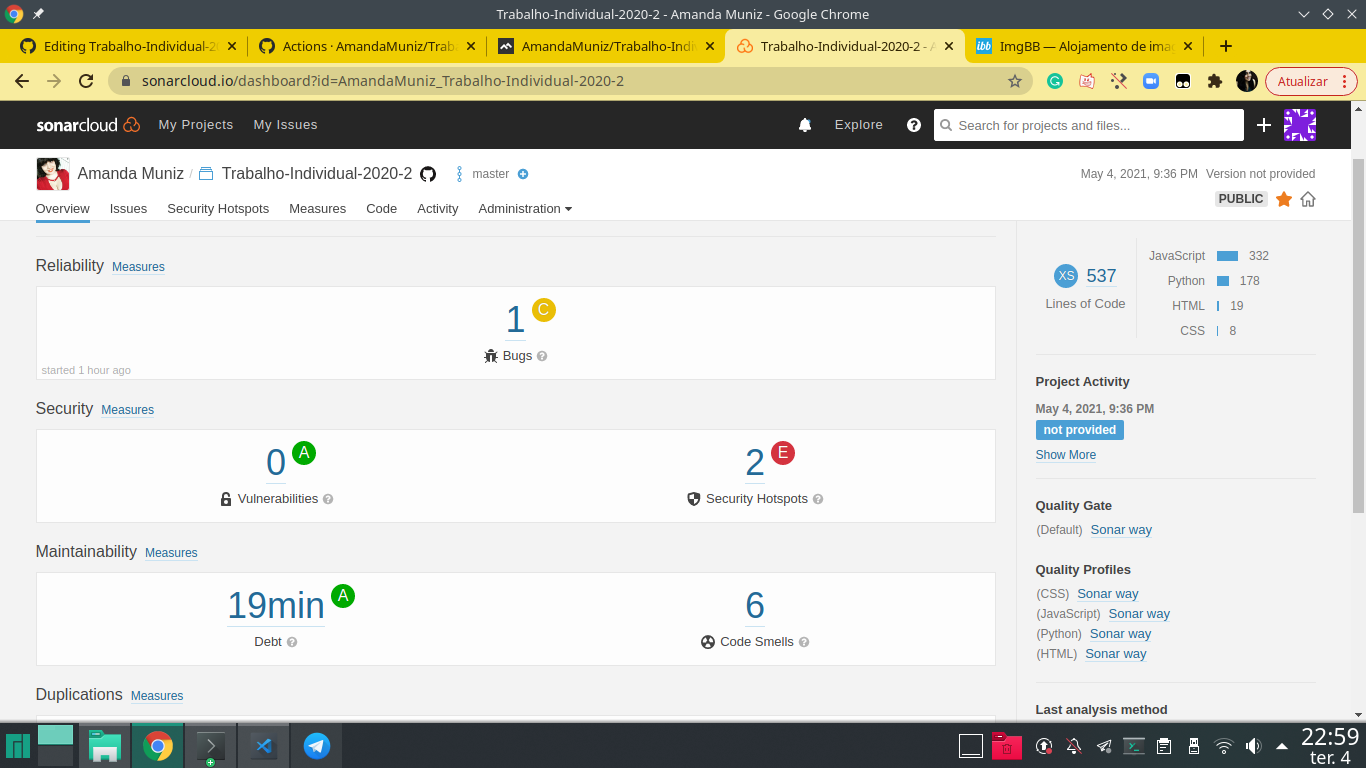 Trabalho-Individual-2020-2 - Amanda Muniz - Google Chrome
Editing Trabalho-Individual-2 Actions · AmandaMuniz/Trab AmandaMuniz/Trabalho-Indiv Trabalho-Individual-2020-2 - A ibb ImgBB — Alojamento de imag
sonarcloud.io/dashboard?id=AmandaMuniz_Trabalho-Individual-2020-2 Atualizar
sonarcloud My Projects My Issues Explore Search for projects and files...
Amanda Muniz / Trabalho-Individual-2020-2 master May 4, 2021, 9:36 PM Version not provided
PUBLIC
Overview Issues Security Hotspots Measures Code Activity Administration
Reliability Measures
1 C
Bugs
started 1 hour ago
Security Measures
0 A
Vulnerabilities
2 E
Security Hotspots
Maintainability Measures
19min A
Debt
6
Code Smells
Duplications Measures
XS 537
Lines of Code
JavaScript 332
Python 178
HTML 19
CSS 8
Project Activity
May 4, 2021, 9:36 PM
not provided
Show More
Quality Gate
(Default) Sonar way
Quality Profiles
(CSS) Sonar way
(JavaScript) Sonar way
(Python) Sonar way
(HTML) Sonar way
Last analysis method
22:59
ter. 4